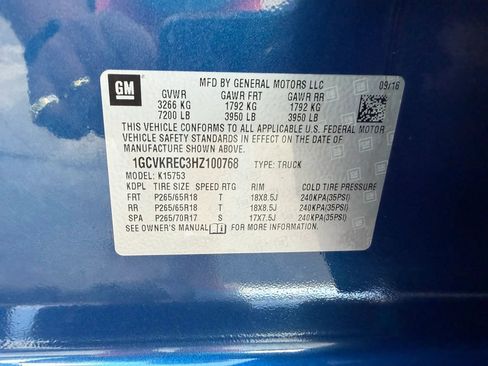 GM
MFD BY GENERAL MOTORS LLC 09/16
GVWR GAWR FRT GAWR RR
3266 KG 1792 KG 1792 KG
7200 LB 3950 LB 3950 LB
THIS VEHICLE CONFORMS TO ALL APPLICABLE U.S. FEDERAL MOTOR
VEHICLE SAFETY STANDARDS IN EFFECT ON THE DATE OF
MANUFACTURE SHOWN ABOVE.
1GCVKREC3HZ100768 TYPE: TRUCK
MODEL: K15753
KDPL TIRE SIZE SPEED RTG RIM COLD TIRE PRESSURE
FRT P265/65R18 T 18X8.5J 240KPA(35PSI)
RR P265/65R18 T 18X8.5J 240KPA(35PSI)
SPA P265/70R17 S 17X7.5J 240KPA(35PSI)
SEE OWNER'S MANUAL FOR MORE INFORMATION.